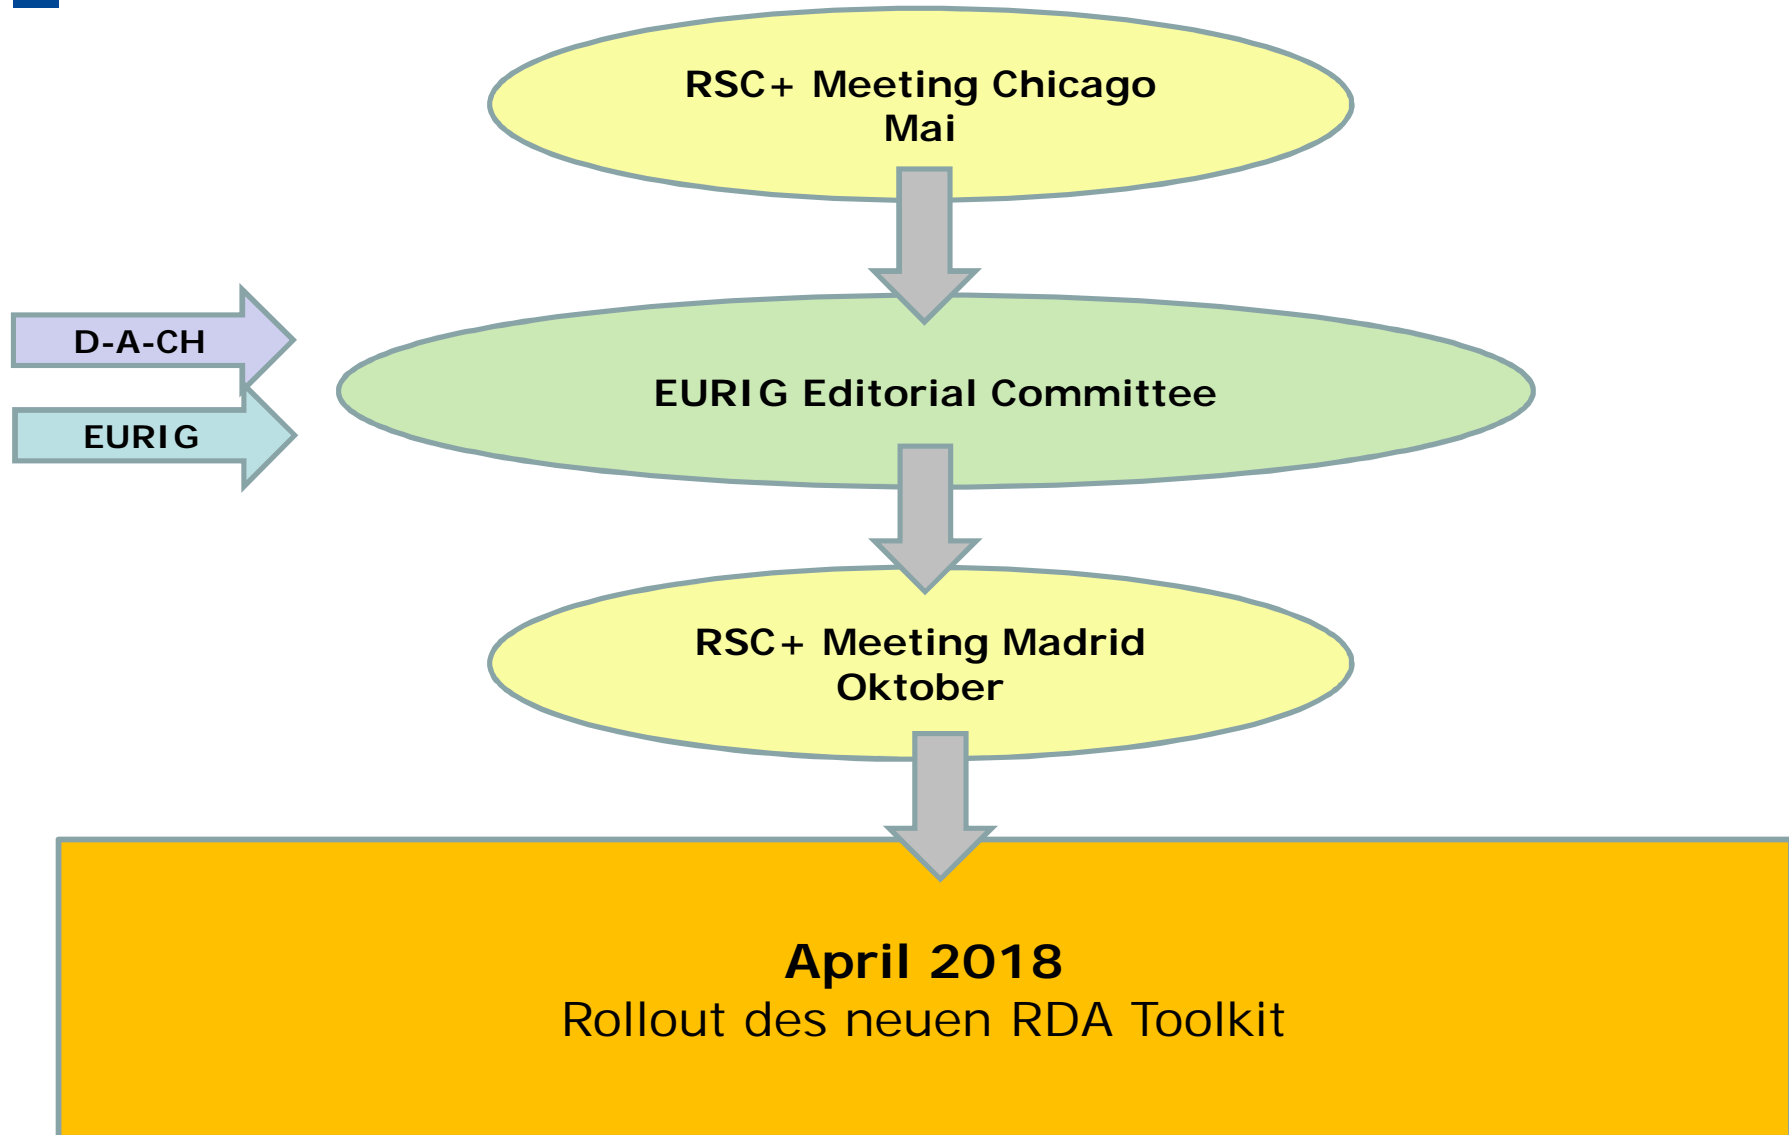 RSC+ Meeting Chicago
Mai
D-A-CH
EURIG
EURIG Editorial Committee
RSC+ Meeting Madrid
Oktober
April 2018
Rollout des neuen RDA Toolkit